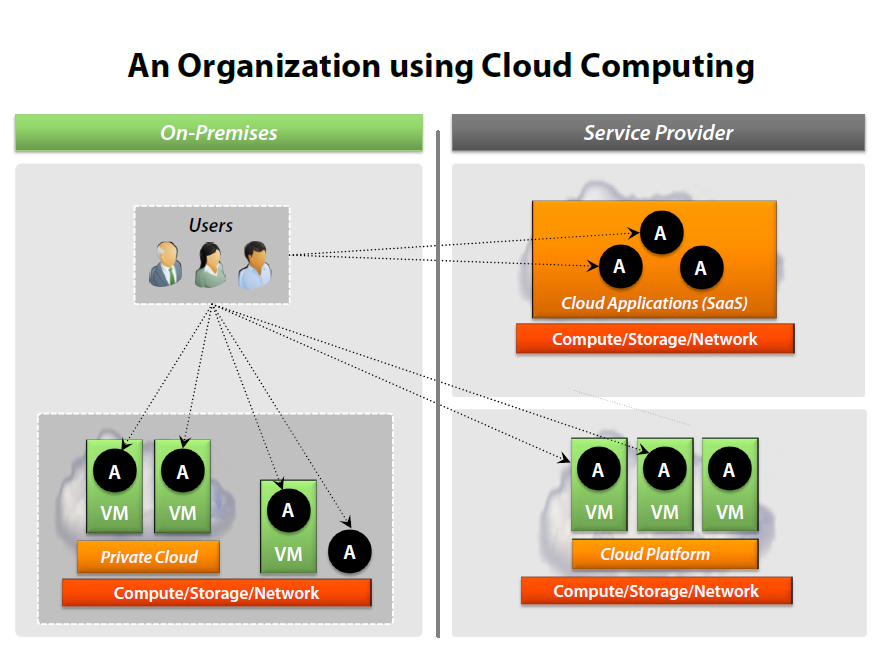 An Organization using Cloud Computing
On-Premises
Service Provider
Users
A
A
A
Cloud Applications (SaaS)
Compute/Storage/Network
A
VM
A
VM
A
VM
A
Private Cloud
Compute/Storage/Network
A
VM
A
VM
A
VM
Cloud Platform
Compute/Storage/Network